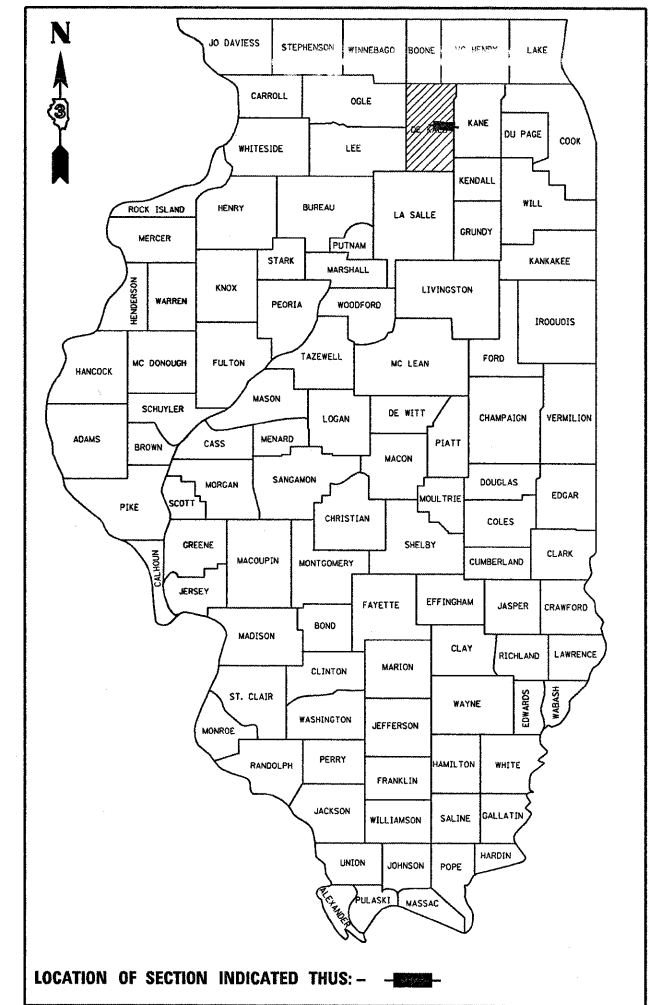 N
3
JO DAVIESS STEPHENSON WINNEBAGO BOONE MC HENRY LAKE
CARROLL OGLE DE KALB KANE DU PAGE COOK
WHITESIDE LEE
KENDALL WILL
ROCK ISLAND HENRY BUREAU LA SALLE GRUNDY
MERCER PUTNAM
STARK MARSHALL KANKAKEE
HENDERSON WARREN KNOX PEORIA WOODFORD LIVINGSTON IROQUOIS
HANCOCK MC DONOUGH FULTON TAZEWELL MC LEAN FORD
MASON
SCHUYLER LOGAN DE WITT CHAMPAIGN VERMILION
ADAMS BROWN CASS MENARD MACON PIATT
MORGAN SANGAMON DOUGLAS EDGAR
PIKE SCOTT CHRISTIAN MOULTRIE COLES
GREENE MACOUPIN MONTGOMERY SHELBY CUMBERLAND CLARK
CALHOUN JERSEY FAYETTE EFFINGHAM JASPER CRAWFORD
MADISON BOND
CLINTON MARION CLAY RICHLAND LAWRENCE
ST. CLAIR WASHINGTON WAYNE EDWARDS WABASH
MONROE JEFFERSON
RANDOLPH PERRY HAMILTON WHITE
FRANKLIN
JACKSON WILLIAMSON SALINE GALLATIN
UNION JOHNSON POPE HARDIN
ALEXANDER PULASKI MASSAC
LOCATION OF SECTION INDICATED THUS: –